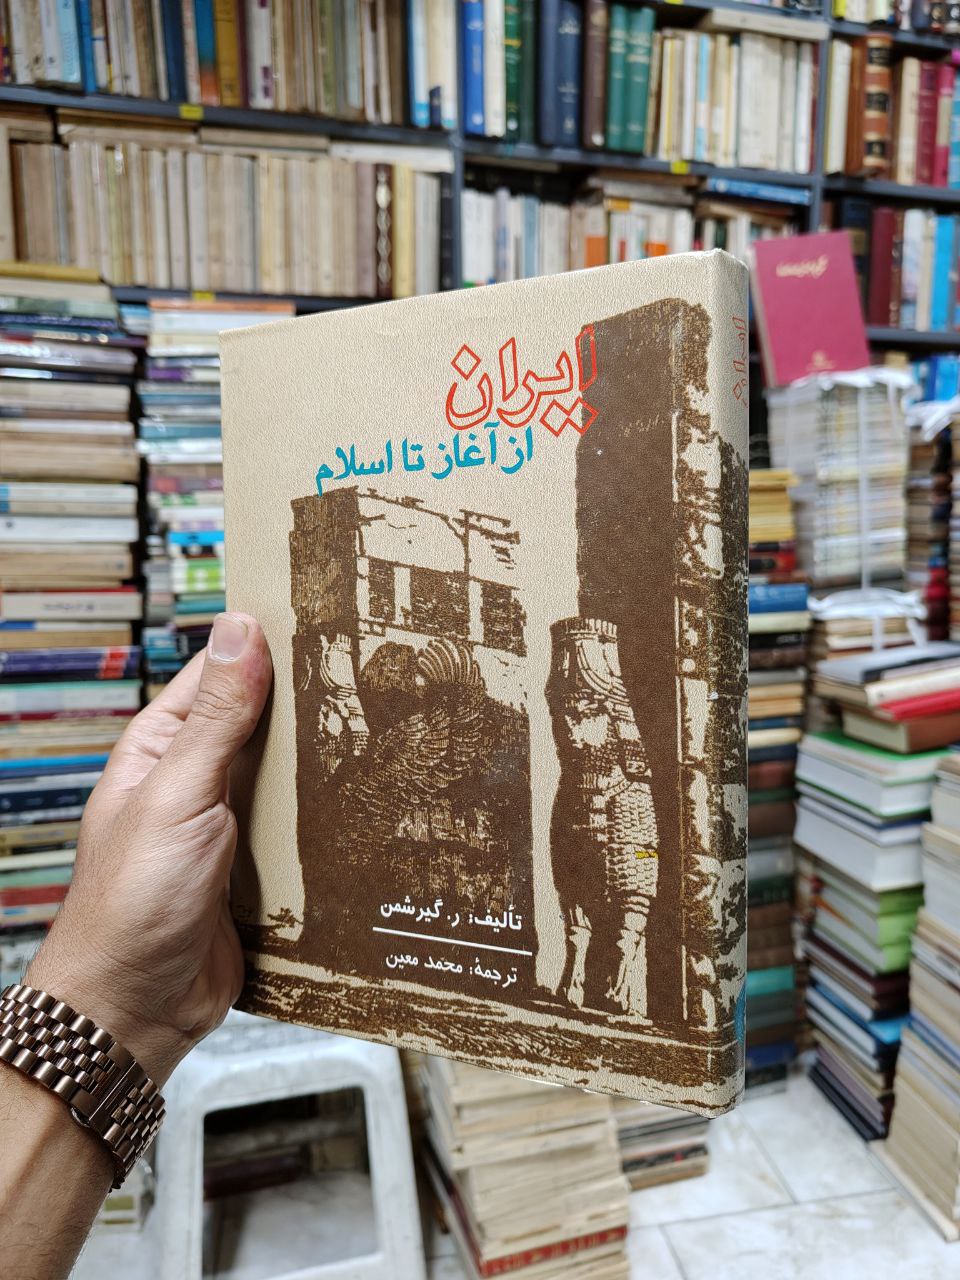 ایران
از آغاز تا اسلام
تألیف: ر. گیرشمن
ترجمهٔ: محمد معین